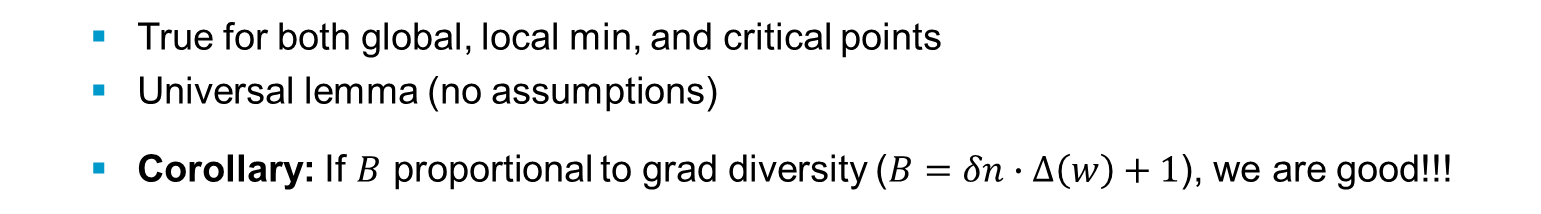 ▪ True for both global, local min, and critical points
▪ Universal lemma (no assumptions)
▪ Corollary: If 𝐵 proportional to grad diversity (𝐵 = 𝛿𝑛 ⋅ Δ(𝑤) + 1), we are good!!!